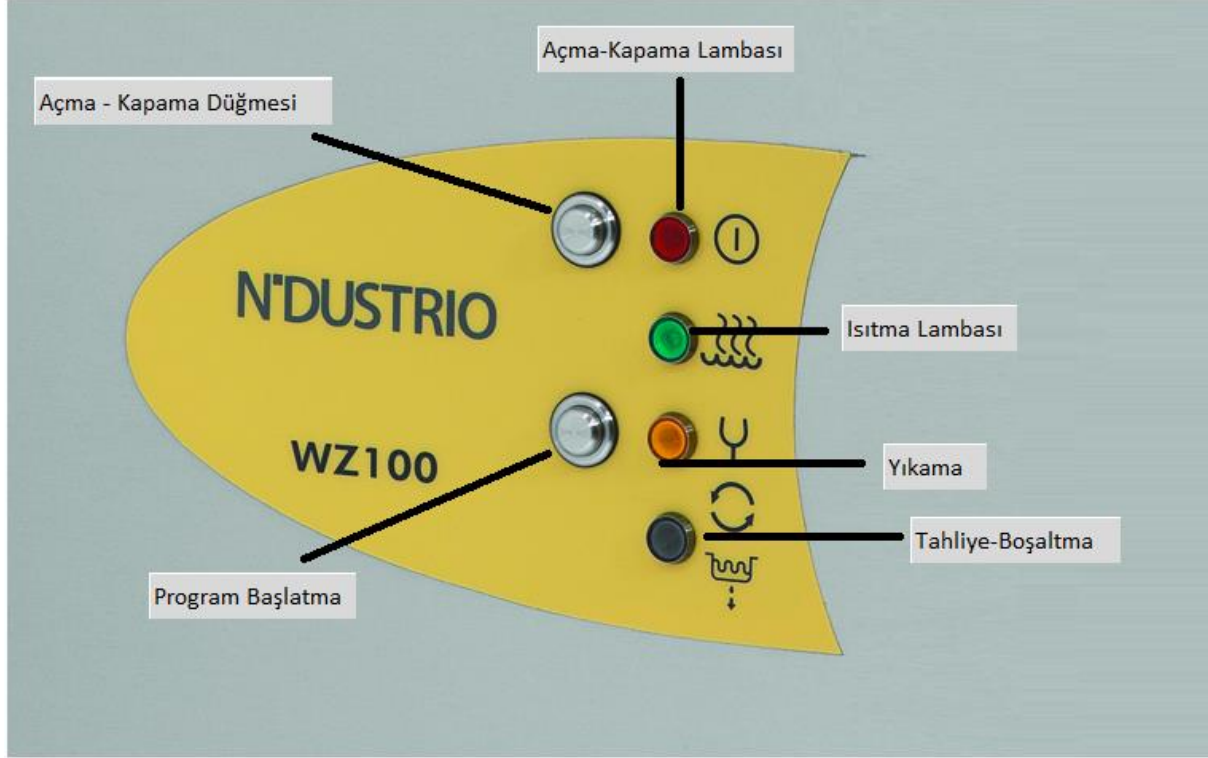 Açma-Kapama Lambası
Açma - Kapama Düğmesi
N'DUSTRIO
Isıtma Lambası
WZ100
Yıkama
Tahliye-Boşaltma
Program Başlatma